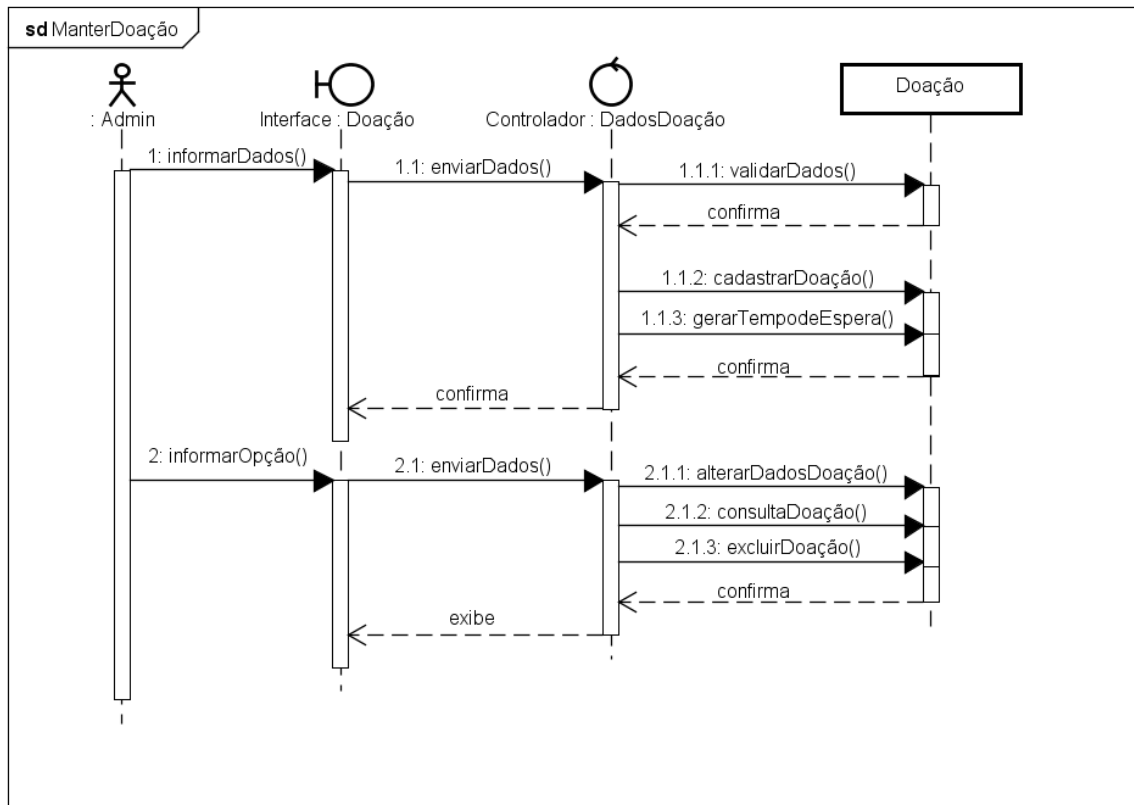 sd ManterDoação
: Admin
Interface : Doação
Controlador : DadosDoação
Doação
1: informarDados()
1.1: enviarDados()
1.1.1: validarDados()
confirma
1.1.2: cadastrarDoação()
1.1.3: gerarTempodeEspera()
confirma
confirma
2: informarOpção()
2.1: enviarDados()
2.1.1: alterarDadosDoação()
2.1.2: consultaDoação()
2.1.3: excluirDoação()
confirma
exibe